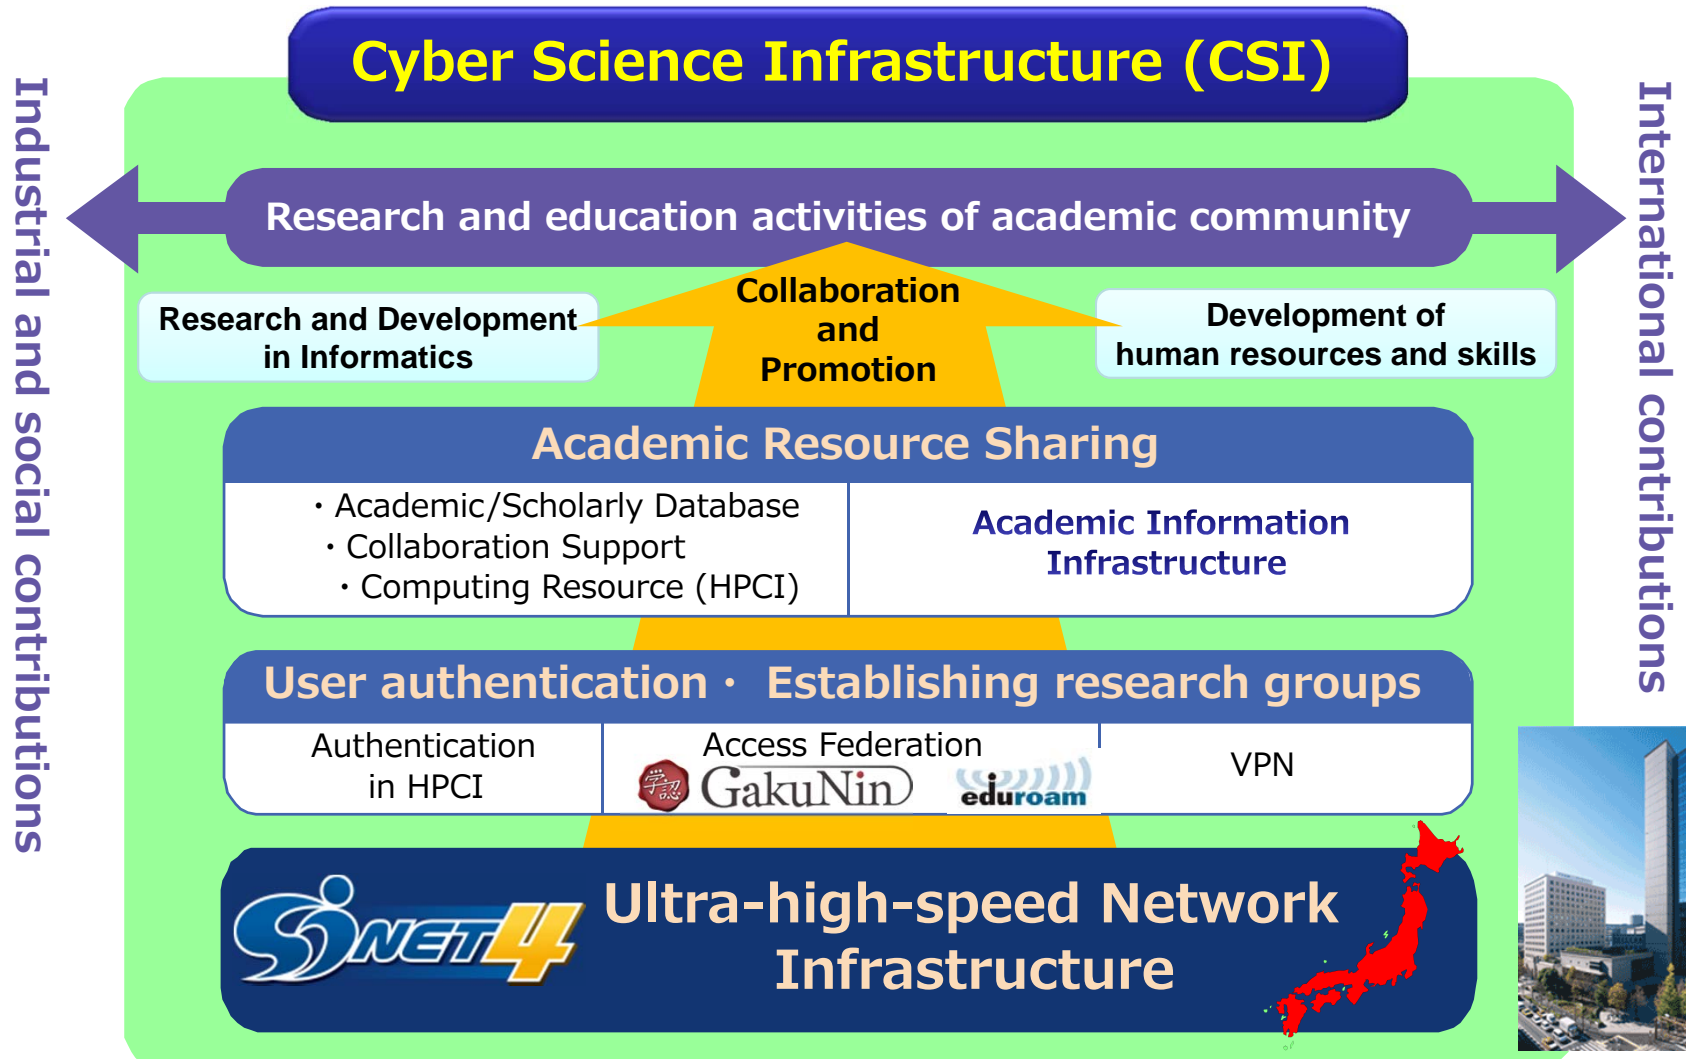 Cyber Science Infrastructure (CSI)
Industrial and social contributions
International contributions
Research and education activities of academic community
Collaboration
and
Promotion
Research and Development
in Informatics
Development of
human resources and skills
Academic Resource Sharing
・Academic/Scholarly Database
・Collaboration Support
・Computing Resource (HPCI)
Academic Information
Infrastructure
User authentication・ Establishing research groups
Authentication
in HPCI
Access Federation
学認 GakuNin
eduroam
VPN
SINET4
Ultra-high-speed Network
Infrastructure